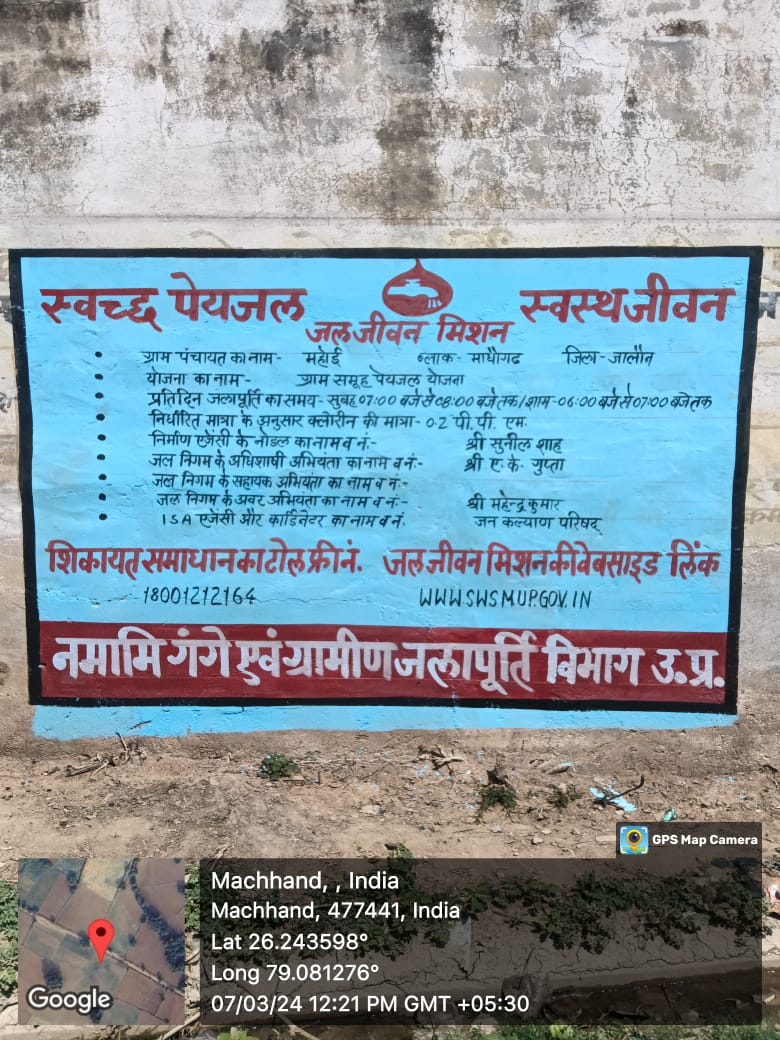 स्वच्छ पेयजल स्वस्थ जीवन
जल जीवन मिशन
ग्राम पंचायत का नाम- महोई ब्लाक- माधौगढ जिला- जालौन
योजना का नाम- ग्राम समूह पेयजल योजना
प्रतिदिन जलापूर्ति का समय- सुबह 07:00 बजे से 08:00 बजे तक/शाम-06:00 बजे से 07:00 बजे तक
निर्धारित मात्रा के अनुसार क्लोरीन की मात्रा- 0.2 पी. पी. एम.
निर्माण एजेंसी के नोडल का नाम व नं:- श्री सुनील शाह
जल निगम के अधिशाषी अभियंता का नाम व नं:- श्री ए. के. गुप्ता
जल निगम के सहायक अभियंता का नाम व नं:-
जल निगम के अवर अभियंता का नाम व नं:- श्री महेन्द्र कुमार
ISA एजेंसी और कार्डिनेटर का नाम व नं. जन कल्याण परिषद्
शिकायत समाधान का टोल फ्री नं. जल जीवन मिशन की वेबसाइड लिंक
18001212164 WWW.SWSMUP.GOV.IN
नमामि गंगे एवं ग्रामीण जलापूर्ति विभाग उ.प्र.
GPS Map Camera
Machhand, , India
Machhand, 477441, India
Lat 26.243598°
Long 79.081276°
07/03/24 12:21 PM GMT +05:30
Google